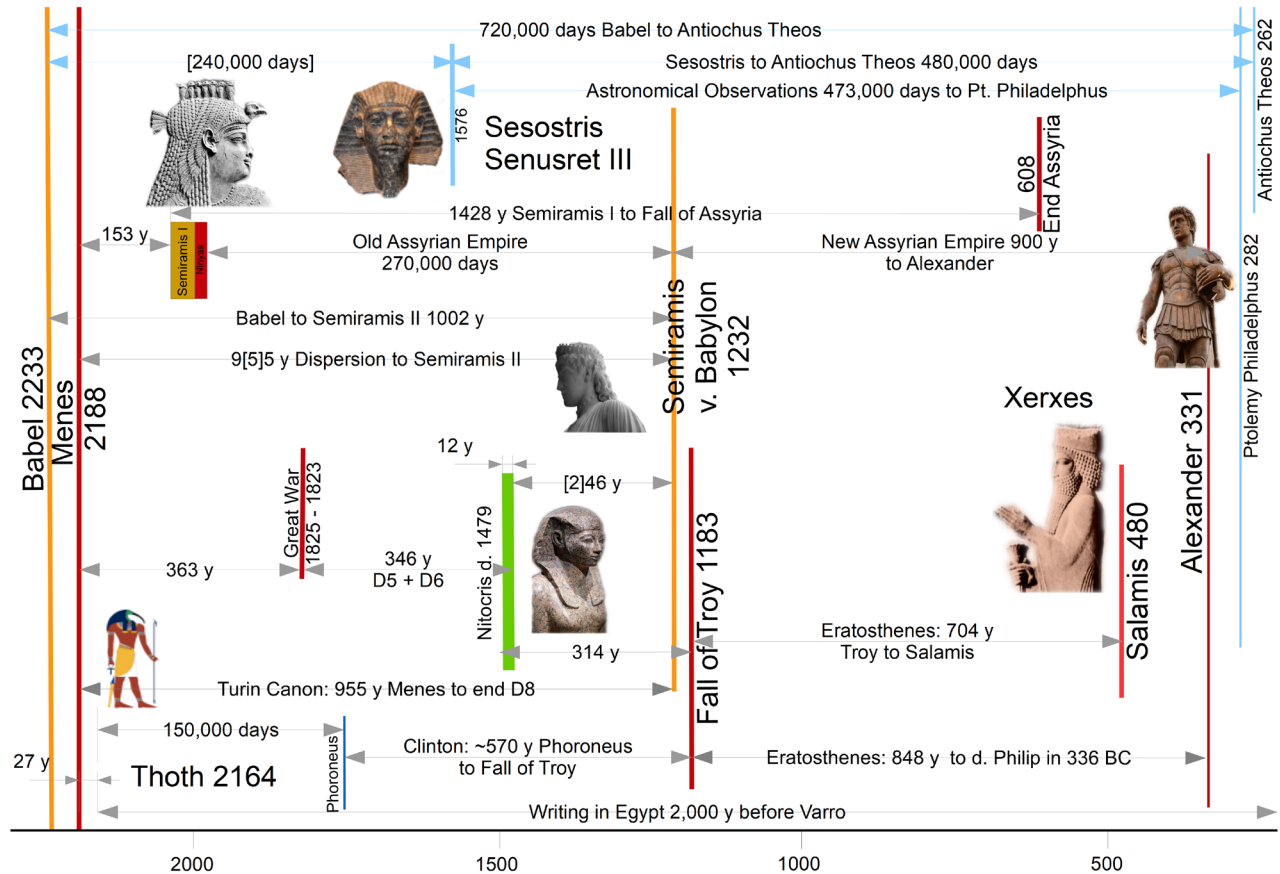 720,000 days Babel to Antiochus Theos
[240,000 days]
Sesostris to Antiochus Theos 480,000 days
Astronomical Observations 473,000 days to Pt. Philadelphus
Antiochus Theos 262
1576
Sesostris
Senusret III
608
End Assyria
1428 y Semiramis I to Fall of Assyria
153 y
Semiramis I
Ninyas
Old Assyrian Empire
270,000 days
New Assyrian Empire 900 y
to Alexander
Ptolemy Philadelphus 282
Babel to Semiramis II 1002 y
9[5]5 y Dispersion to Semiramis II
Semiramis
v. Babylon
1232
Babel 2233
Menes
2188
Xerxes
Alexander 331
12 y
[2]46 y
Great War
1825 - 1823
Nitocris d. 1479
363 y
346 y
D5 + D6
Fall of Troy 1183
Salamis 480
Eratosthenes: 704 y
Troy to Salamis
314 y
Turin Canon: 955 y Menes to end D8
150,000 days
Phoroneus
Clinton: ~570 y Phoroneus
to Fall of Troy
Eratosthenes: 848 y to d. Philip in 336 BC
27 y
Thoth 2164
Writing in Egypt 2,000 y before Varro
2000
1500
1000
500